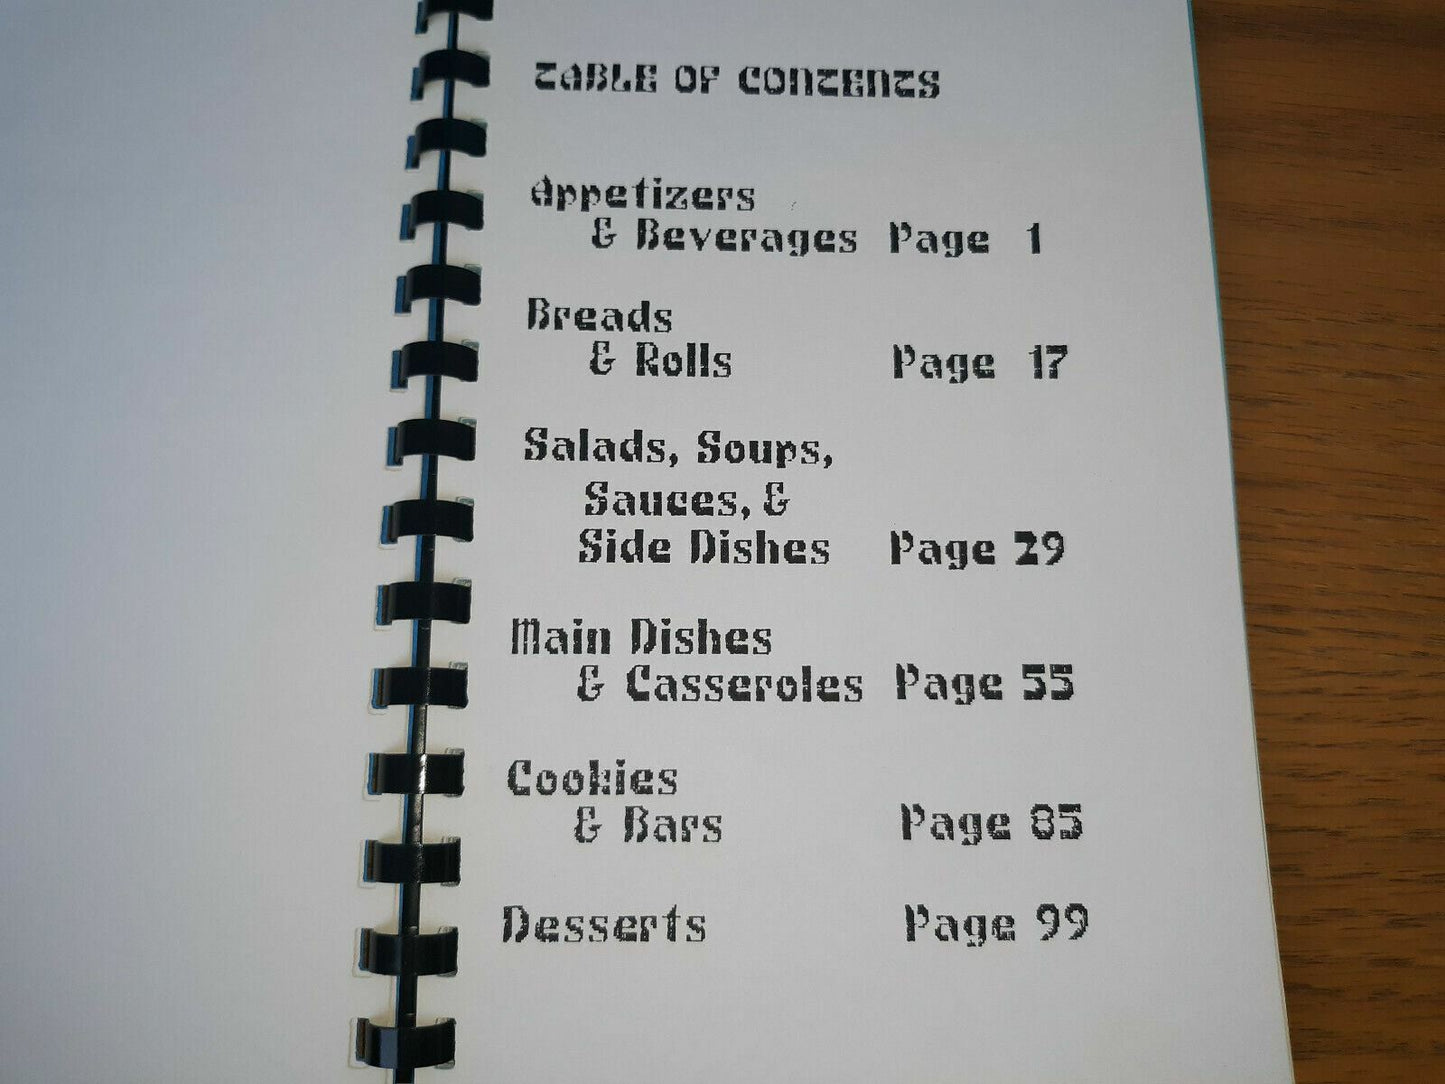 TABLE OF CONTENTS
Appetizers
& Beverages Page 1
Breads
& Rolls Page 17
Salads, Soups,
Sauces, &
Side Dishes Page 29
Main Dishes
& Casseroles Page 55
Cookies
& Bars Page 85
Desserts Page 99